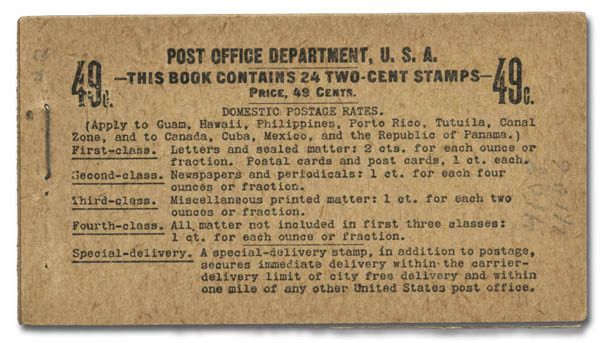 POST OFFICE DEPARTMENT, U. S. A.
49c. —THIS BOOK CONTAINS 24 TWO-CENT STAMPS— 49c.
PRICE, 49 CENTS.
DOMESTIC POSTAGE RATES.
(Apply to Guam, Hawaii, Philippines, Porto Rico, Tutuila, Canal
Zone, and to Canada, Cuba, Mexico, and the Republic of Panama.)
First-class. Letters and sealed matter: 2 cts. for each ounce or
fraction. Postal cards and post cards, 1 ct. each.
Second-class. Newspapers and periodicals: 1 ct. for each four
ounces or fraction.
Third-class. Miscellaneous printed matter: 1 ct. for each two
ounces or fraction.
Fourth-class. All matter not included in first three classes:
1 ct. for each ounce or fraction.
Special-delivery. A special-delivery stamp, in addition to postage,
secures immediate delivery within the carrier-
delivery limit of city free delivery and within
one mile of any other United States post office.